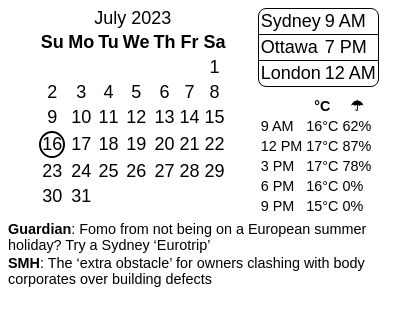 July 2023
Su Mo Tu We Th Fr Sa
1
2 3 4 5 6 7 8
9 10 11 12 13 14 15
16 17 18 19 20 21 22
23 24 25 26 27 28 29
30 31
Sydney 9 AM
Ottawa 7 PM
London 12 AM
°C ☂
9 AM 16°C 62%
12 PM 17°C 87%
3 PM 17°C 78%
6 PM 16°C 0%
9 PM 15°C 0%
Guardian: Fomo from not being on a European summer
holiday? Try a Sydney ‘Eurotrip’
SMH: The ‘extra obstacle’ for owners clashing with body
corporates over building defects